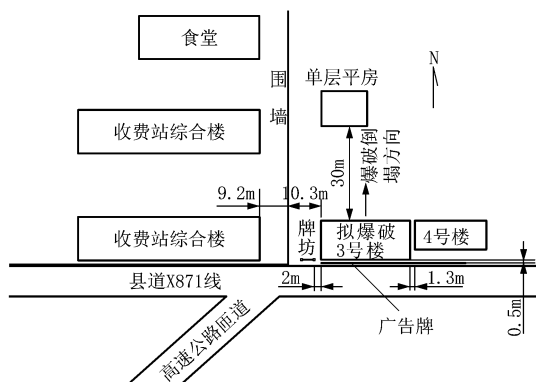 食堂
N
围墙
单层平房
收费站综合楼
30m
爆破倒
塌方向
9.2m
10.3m
牌坊
收费站综合楼
拟爆破
3号楼
4号楼
县道X871线
2m
1.3m
0.5m
广告牌
高速公路匝道